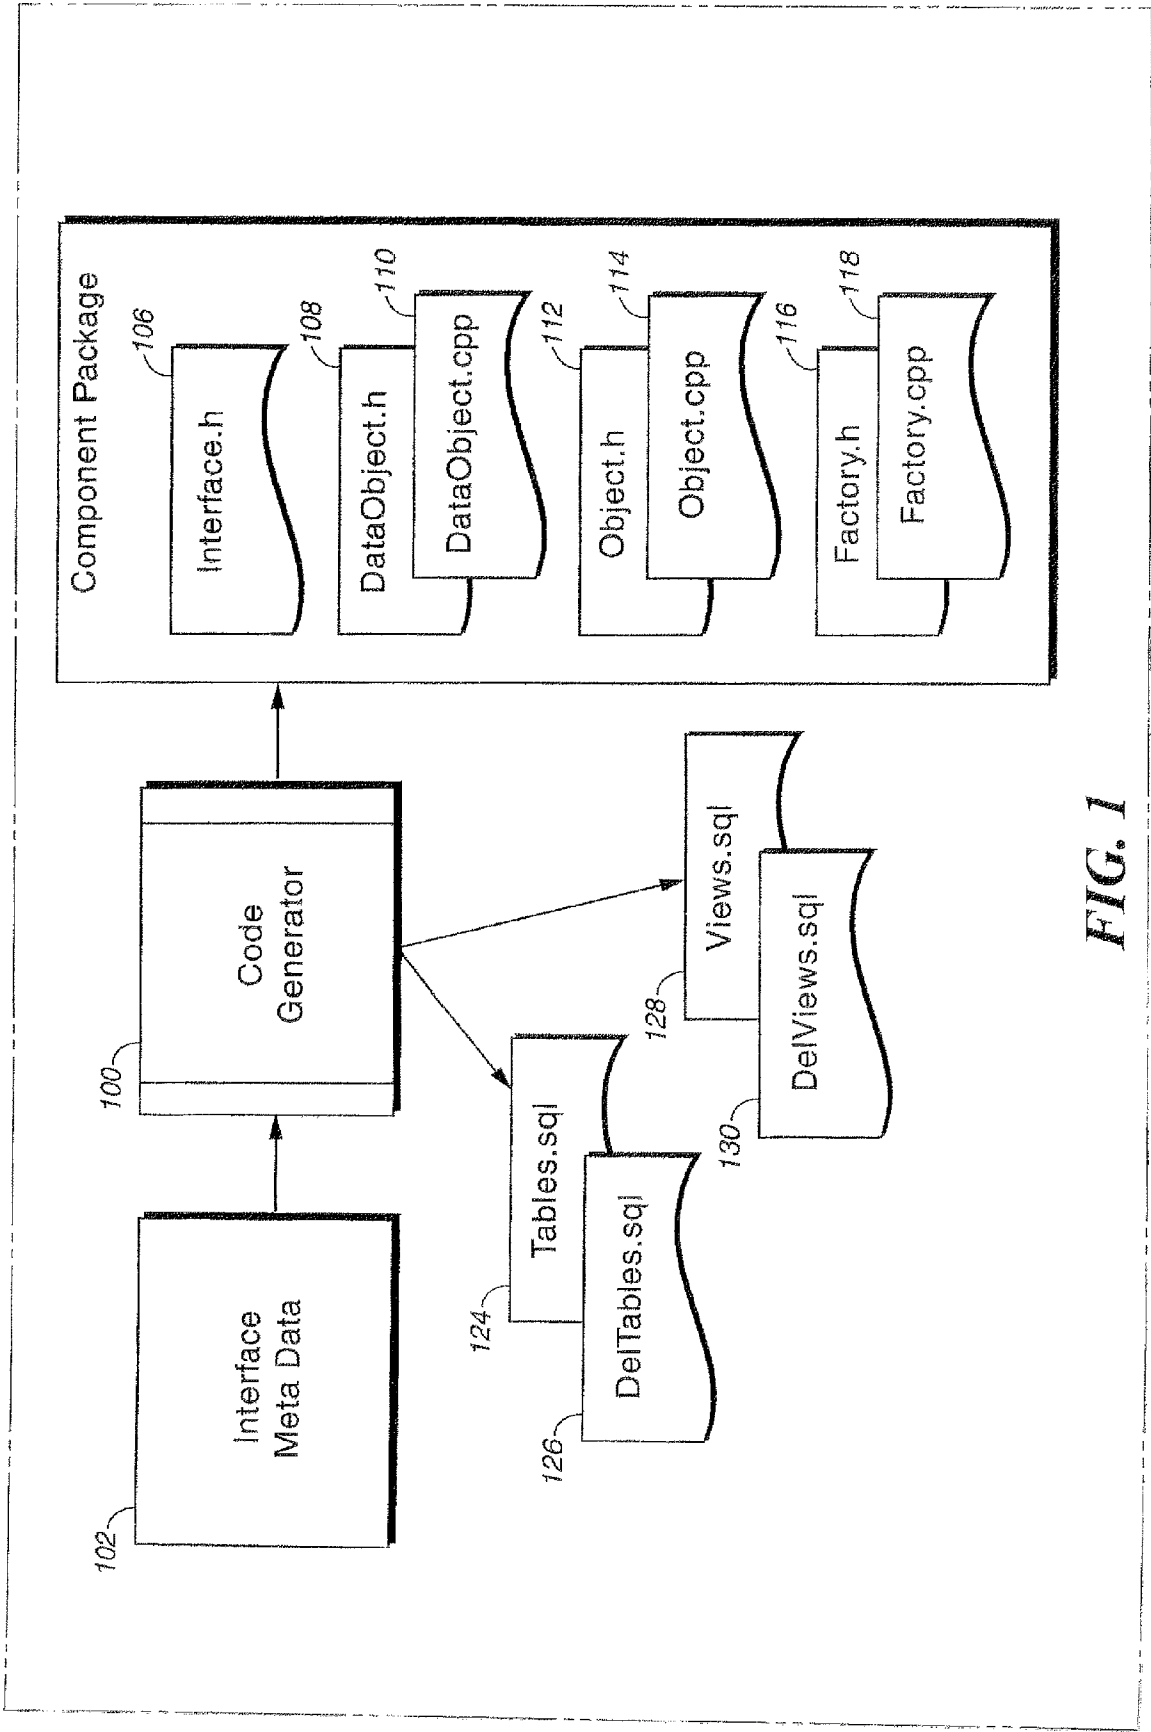 102
Interface
Meta Data
100
Code
Generator
Component Package
106
Interface.h
108
DataObject.h
110
DataObject.cpp
112
Object.h
114
Object.cpp
116
Factory.h
118
Factory.cpp
124
Tables.sql
126
DelTables.sql
128
Views.sql
130
DelViews.sql
FIG. 1